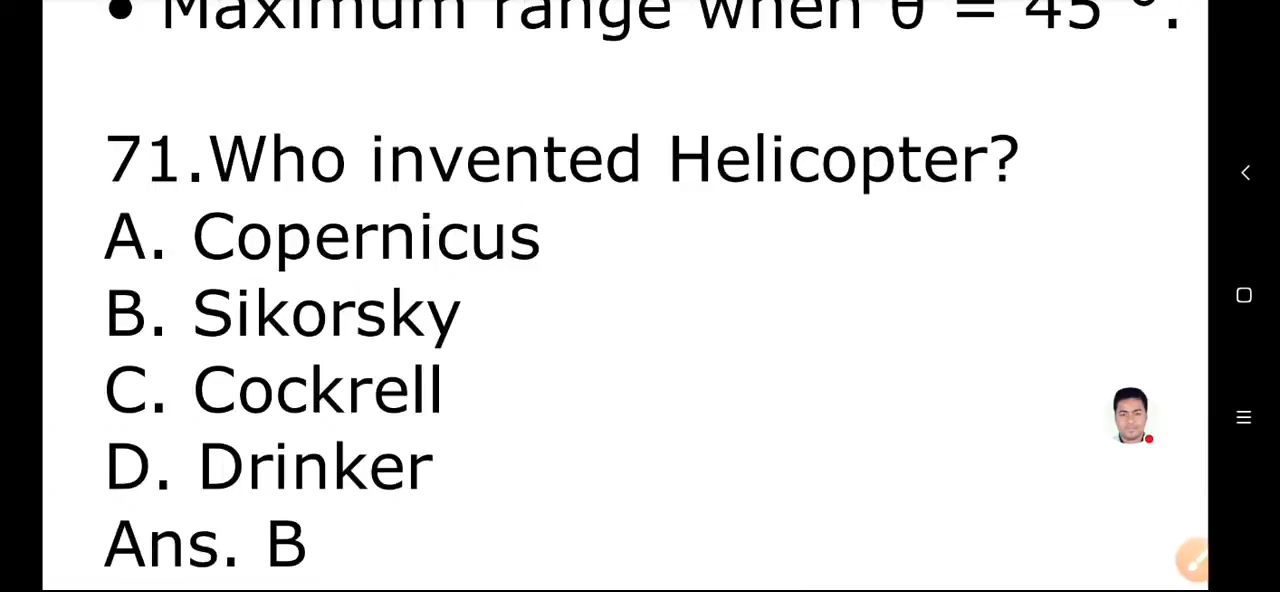 • Maximum range when θ = 45 °.
71.Who invented Helicopter?
A. Copernicus
B. Sikorsky
C. Cockrell
D. Drinker
Ans. B